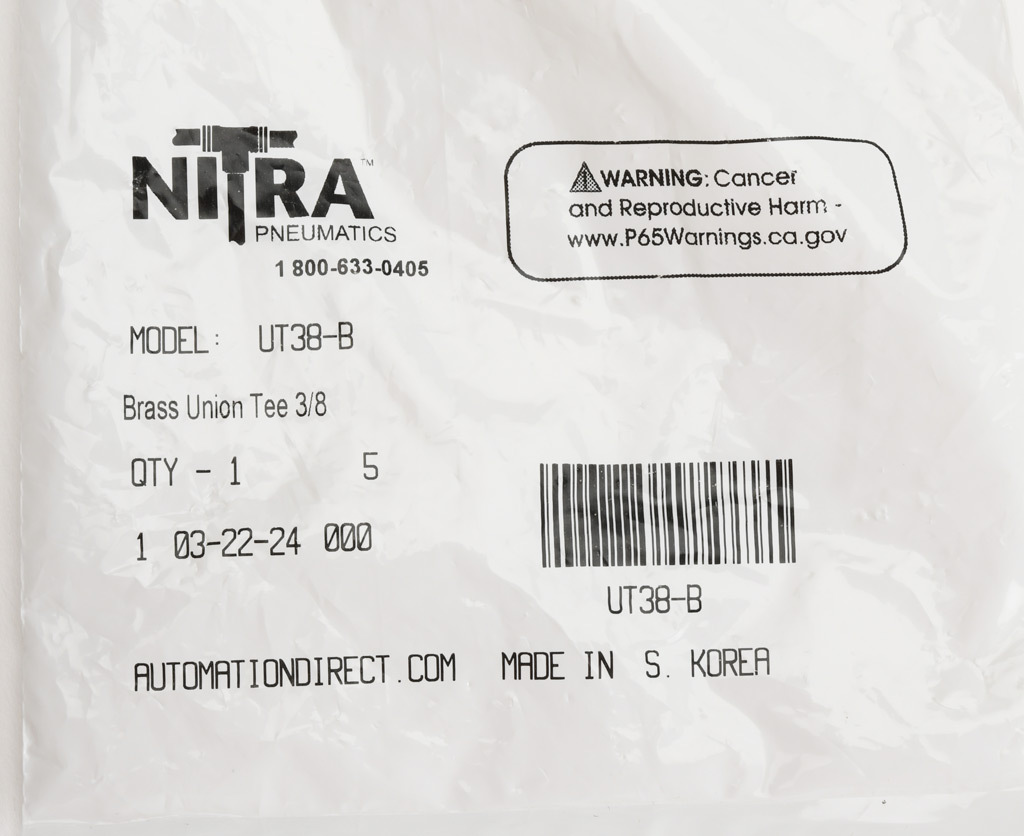 NITRA™
PNEUMATICS
1 800-633-0405
WARNING: Cancer
and Reproductive Harm -
www.P65Warnings.ca.gov
MODEL: UT38-B
Brass Union Tee 3/8
QTY - 1 5
1 03-22-24 000
UT38-B
AUTOMATIONDIRECT.COM MADE IN S. KOREA